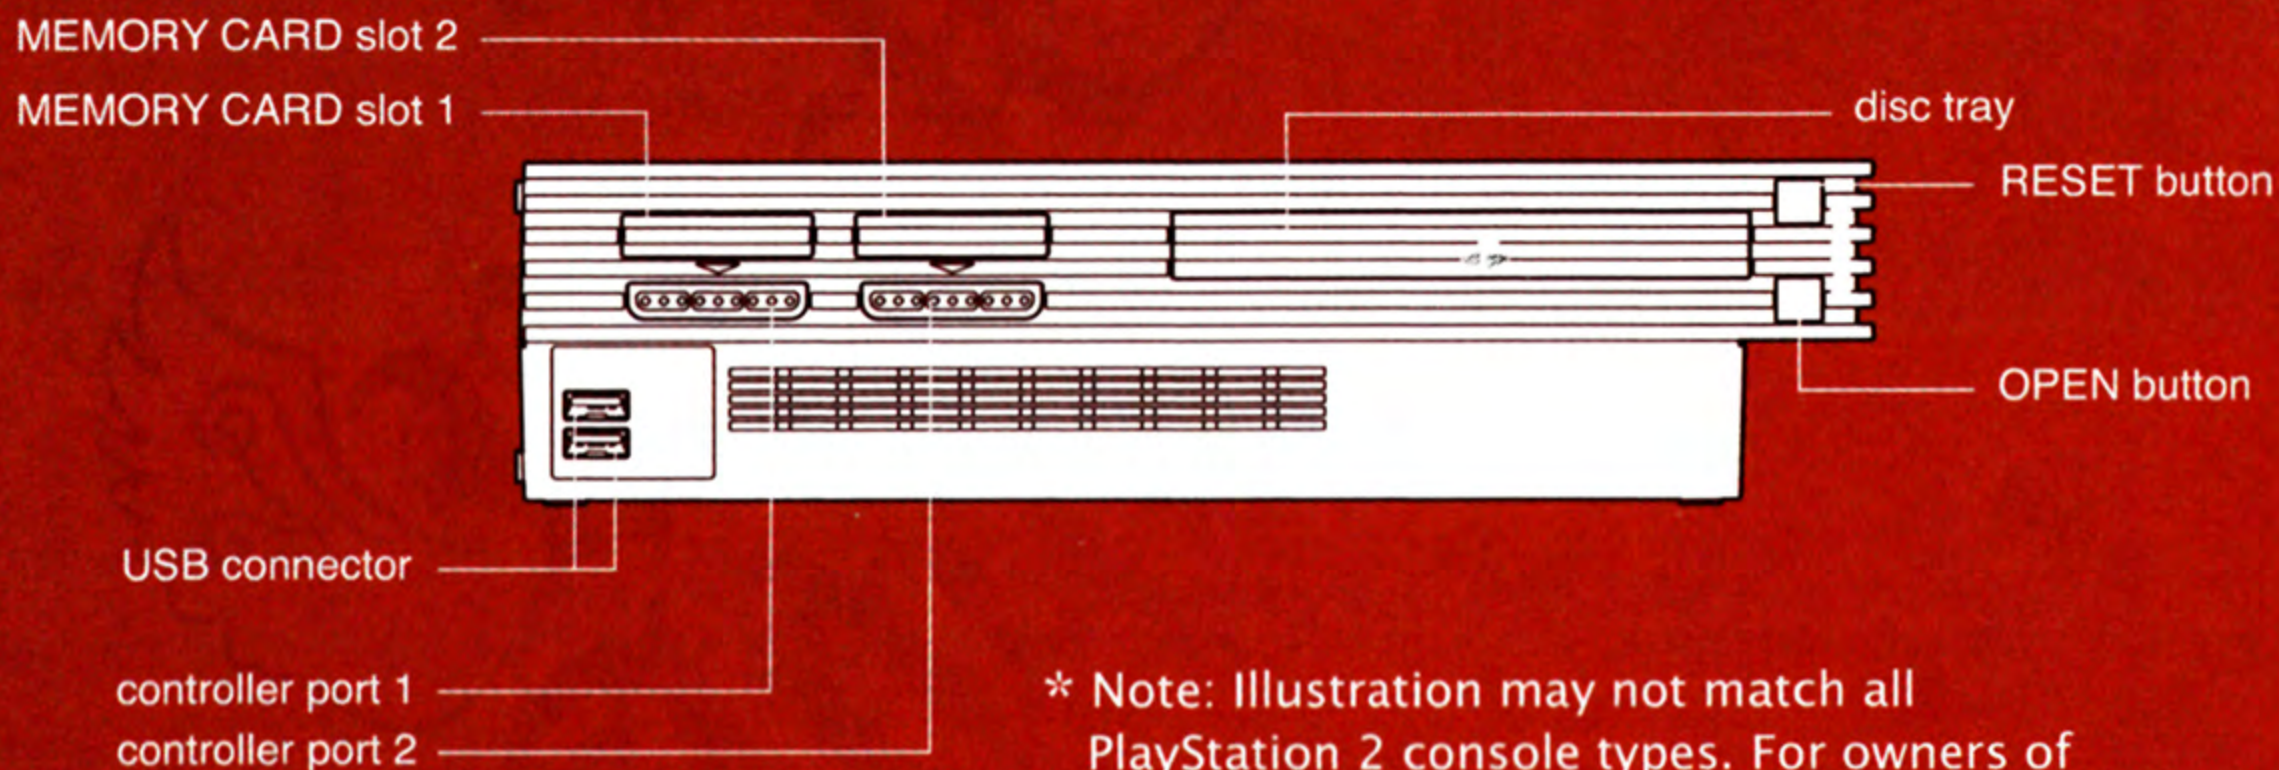 MEMORY CARD slot 2
MEMORY CARD slot 1
disc tray
RESET button
OPEN button
USB connector
controller port 1
controller port 2
* Note: Illustration may not match all
PlayStation 2 console types. For owners of